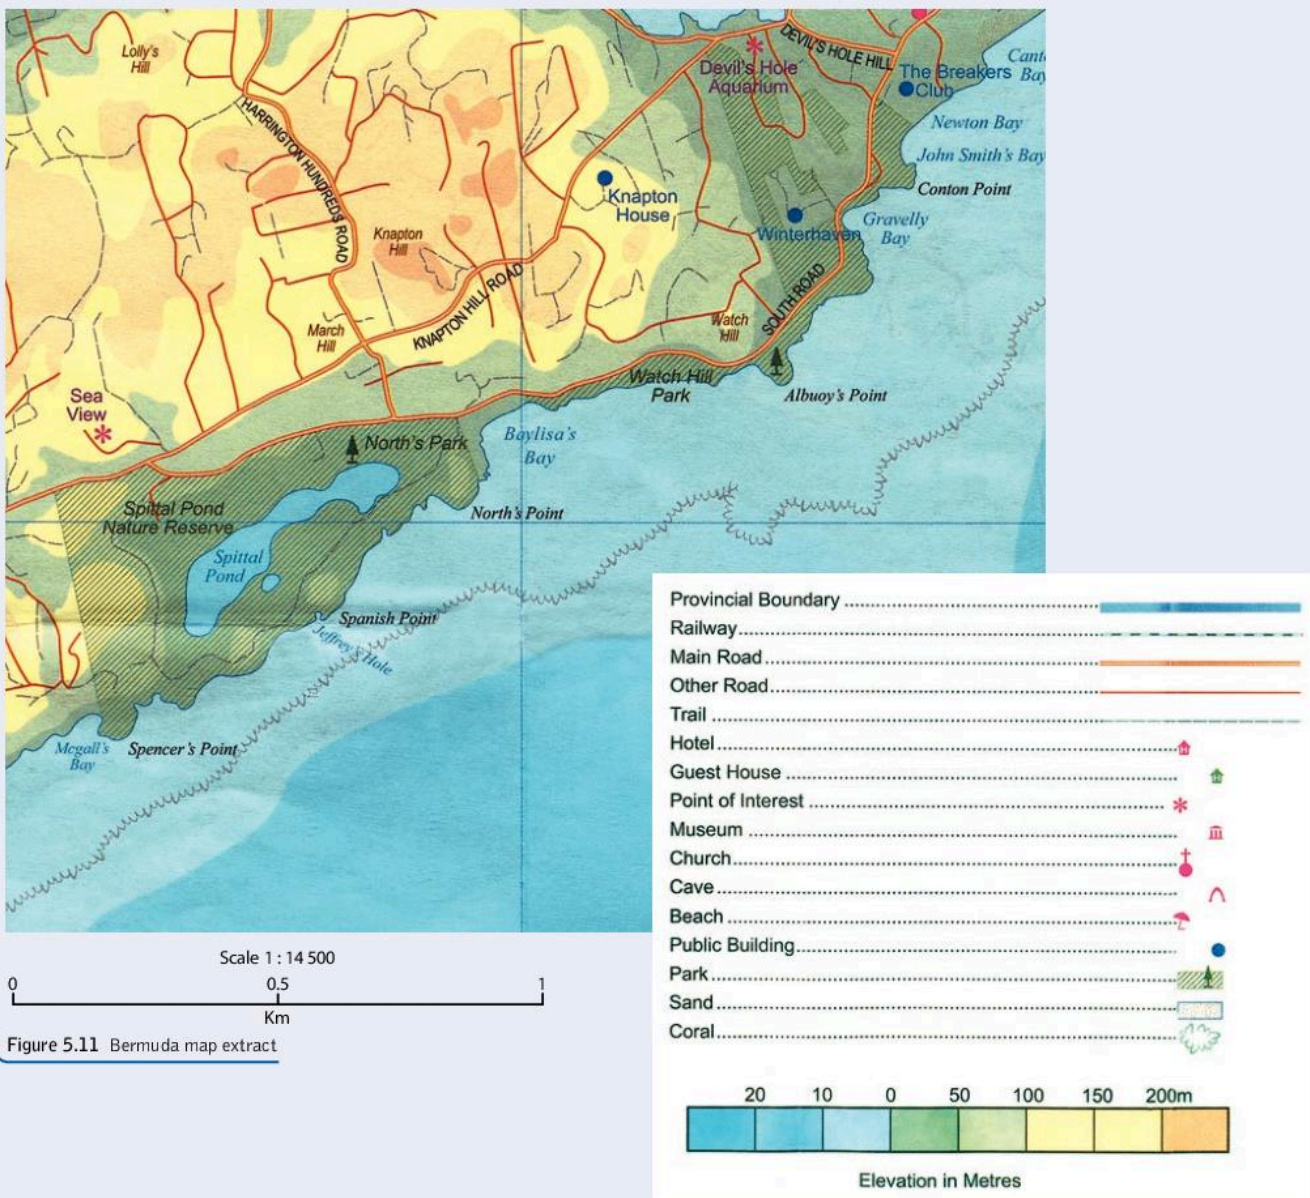 Lolly's
Hill
HARRINGTON HUNDREDS ROAD
DEVIL'S HOLE HILL
Devil's Hole
Aquarium
The Breakers
Club
Newton Bay
John Smith's Bay
Conton Point
Knapton
House
Winterhaven
Gravelly
Bay
Knapton
Hill
KNAPTON HILL ROAD
SOUTH ROAD
March
Hill
Watch
Hill
Watch Hill
Park
Albuoy's Point
Sea
View
North's Park
Baylisa's
Bay
Spittal Pond
Nature Reserve
North's Point
Spittal
Pond
Spanish Point
Jeffrey's Hole
Mcgall's
Bay
Spencer's Point
Scale 1 : 14 500
0 0.5 1
Km
Figure 5.11 Bermuda map extract
Provincial Boundary
Railway
Main Road
Other Road
Trail
Hotel
H
Guest House
Point of Interest
Museum
Church
Cave
Beach
Public Building
Park
Sand
Coral
20 10 0 50 100 150 200m
Elevation in Metres